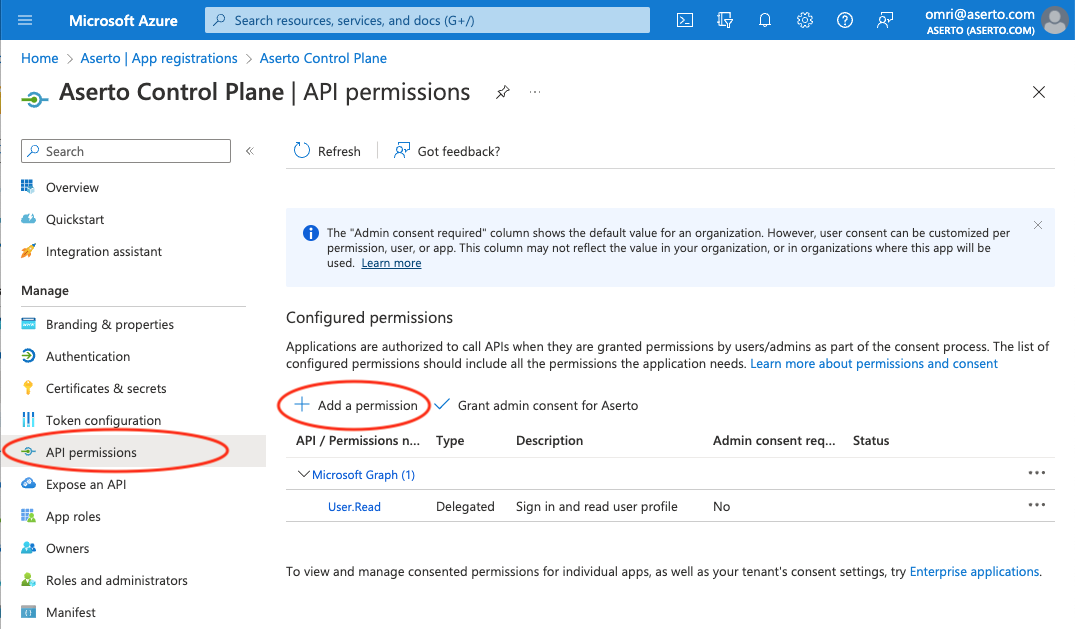 Microsoft Azure
Search resources, services, and docs (G+/)
omri@aserto.com
ASERTO (ASERTO.COM)
Home > Aserto | App registrations > Aserto Control Plane
Aserto Control Plane | API permissions
Search
Refresh
Got feedback?
Overview
Quickstart
Integration assistant
Manage
Branding & properties
Authentication
Certificates & secrets
Token configuration
API permissions
Expose an API
App roles
Owners
Roles and administrators
Manifest
The "Admin consent required" column shows the default value for an organization. However, user consent can be customized per
permission, user, or app. This column may not reflect the value in your organization, or in organizations where this app will be
used. Learn more
Configured permissions
Applications are authorized to call APIs when they are granted permissions by users/admins as part of the consent process. The list of
configured permissions should include all the permissions the application needs. Learn more about permissions and consent
Add a permission
Grant admin consent for Aserto
API / Permissions n... Type Description Admin consent req... Status
Microsoft Graph (1)
User.Read Delegated Sign in and read user profile No
To view and manage consented permissions for individual apps, as well as your tenant's consent settings, try Enterprise applications.